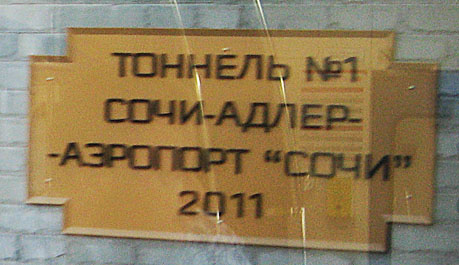 ТОННЕЛЬ №1
СОЧИ-АДЛЕР-
-АЭРОПОРТ "СОЧИ"
2011